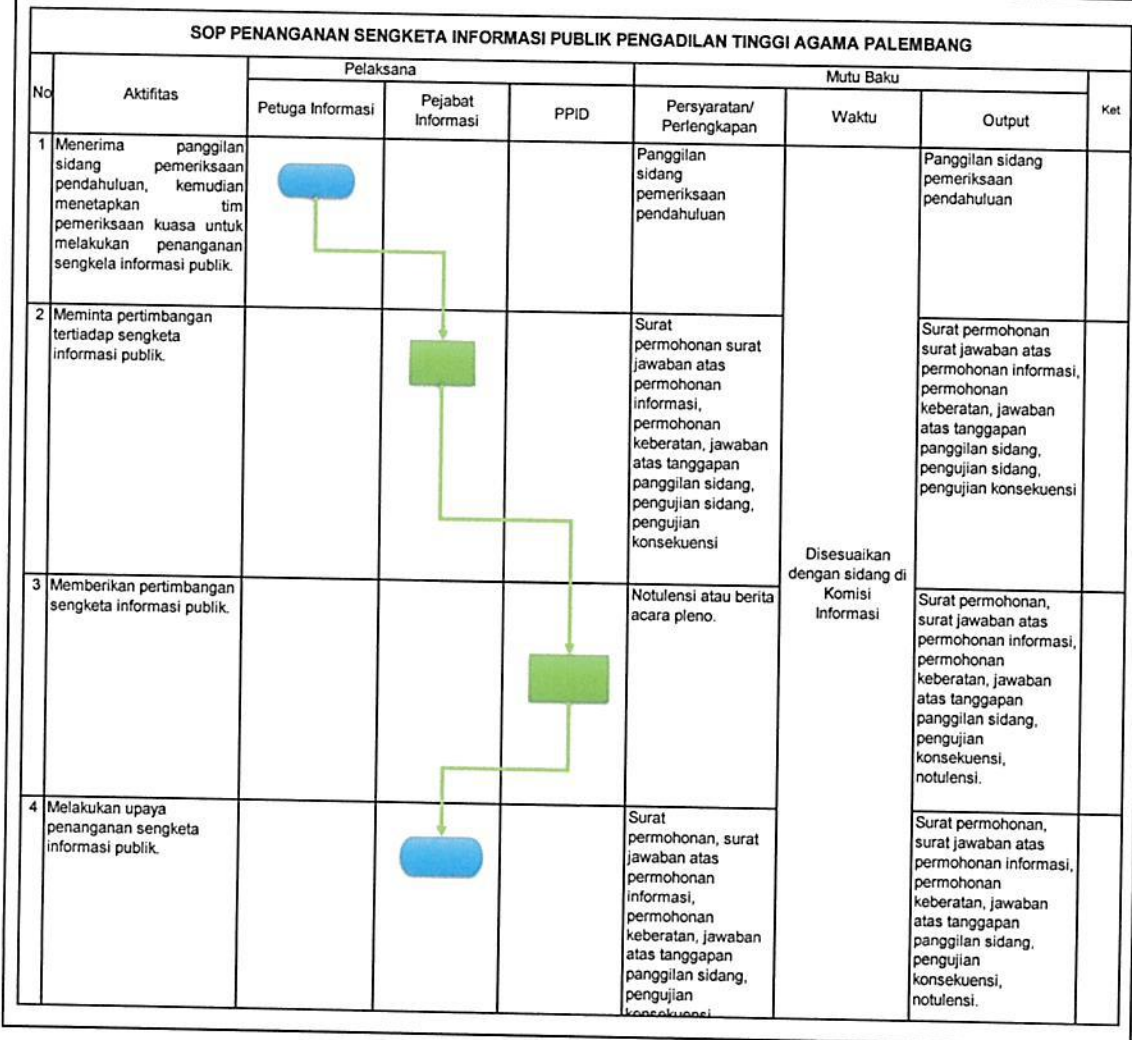 SOP PENANGANAN SENGKETA INFORMASI PUBLIK PENGADILAN TINGGI AGAMA PALEMBANG
No
Aktifitas
Pelaksana
Mutu Baku
Ket
Petuga Informasi
Pejabat
Informasi
PPID
Persyaratan/
Perlengkapan
Waktu
Output
1
Menerima panggilan
sidang pemeriksaan
pendahuluan, kemudian
menetapkan tim
pemeriksaan kuasa untuk
melakukan penanganan
sengkela informasi publik.
Panggilan
sidang
pemeriksaan
pendahuluan
Panggilan sidang
pemeriksaan
pendahuluan
2
Meminta pertimbangan
tertiadap sengketa
informasi publik.
Surat
permohonan surat
jawaban atas
permohonan
informasi,
permohonan
keberatan, jawaban
atas tanggapan
panggilan sidang,
pengujian sidang,
pengujian
konsekuensi
Disesuaikan
dengan sidang di
Komisi
Informasi
Surat permohonan
surat jawaban atas
permohonan informasi,
permohonan
keberatan, jawaban
atas tanggapan
panggilan sidang,
pengujian sidang,
pengujian konsekuensi
3
Memberikan pertimbangan
sengketa informasi publik.
Notulensi atau berita
acara pleno.
Surat permohonan,
surat jawaban atas
permohonan informasi,
permohonan
keberatan, jawaban
atas tanggapan
panggilan sidang,
pengujian
konsekuensi,
notulensi.
4
Melakukan upaya
penanganan sengketa
informasi publik.
Surat
permohonan, surat
jawaban atas
permohonan
informasi,
permohonan
keberatan, jawaban
atas tanggapan
panggilan sidang,
pengujian
konsekuensi
Surat permohonan,
surat jawaban atas
permohonan informasi,
permohonan
keberatan, jawaban
atas tanggapan
panggilan sidang,
pengujian
konsekuensi,
notulensi.